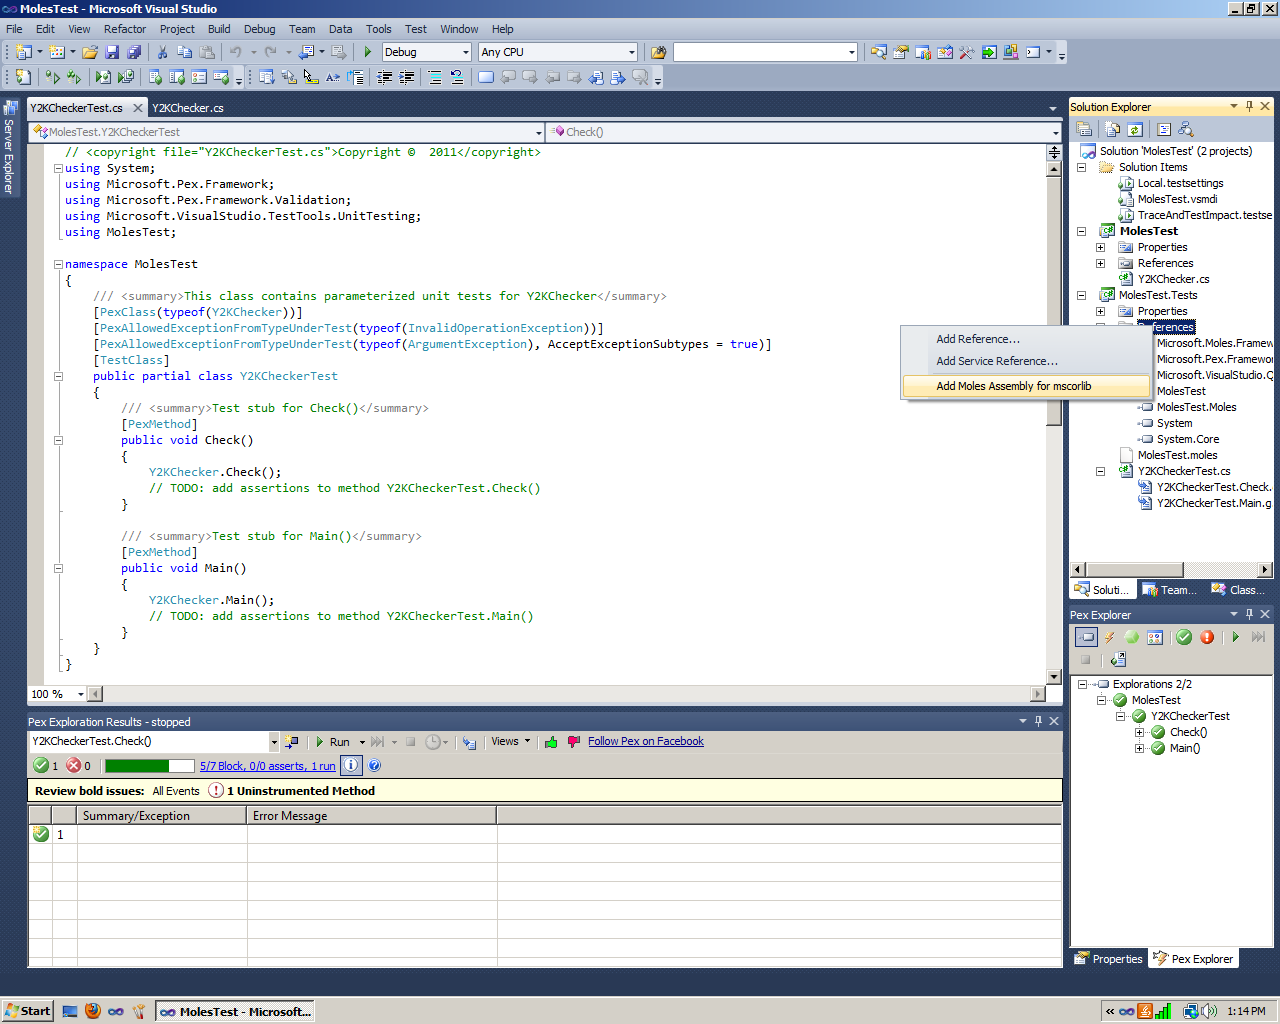 MolesTest - Microsoft Visual Studio
File Edit View Refactor Project Build Debug Team Data Tools Test Window Help
Debug Any CPU
Server Explorer
Y2KCheckerTest.cs Y2KChecker.cs
MolesTest.Y2KCheckerTest Check()
// <copyright file="Y2KCheckerTest.cs">Copyright © 2011</copyright>
using System;
using Microsoft.Pex.Framework;
using Microsoft.Pex.Framework.Validation;
using Microsoft.VisualStudio.TestTools.UnitTesting;
using MolesTest;
namespace MolesTest
{
/// <summary>This class contains parameterized unit tests for Y2KChecker</summary>
[PexClass(typeof(Y2KChecker))]
[PexAllowedExceptionFromTypeUnderTest(typeof(InvalidOperationException))]
[PexAllowedExceptionFromTypeUnderTest(typeof(ArgumentException), AcceptExceptionSubtypes = true)]
[TestClass]
public partial class Y2KCheckerTest
{
/// <summary>Test stub for Check()</summary>
[PexMethod]
public void Check()
{
Y2KChecker.Check();
// TODO: add assertions to method Y2KCheckerTest.Check()
}
/// <summary>Test stub for Main()</summary>
[PexMethod]
public void Main()
{
Y2KChecker.Main();
// TODO: add assertions to method Y2KCheckerTest.Main()
}
}
}
100 %
Solution Explorer
Solution 'MolesTest' (2 projects)
Solution Items
Local.testsettings
MolesTest.vsmdi
TraceAndTestImpact.testse
MolesTest
Properties
References
Y2KChecker.cs
MolesTest.Tests
Properties
References
Microsoft.Moles.Framew
Microsoft.Pex.Framewo
Microsoft.VisualStudio.Q
MolesTest
MolesTest.Moles
System
System.Core
MolesTest.moles
Y2KCheckerTest.cs
Y2KCheckerTest.Check.
Y2KCheckerTest.Main.g
Add Reference...
Add Service Reference...
Add Moles Assembly for mscorlib
Soluti... Team... Class...
Pex Explorer
Explorations 2/2
MolesTest
Y2KCheckerTest
Check()
Main()
Properties Pex Explorer
Pex Exploration Results - stopped
Y2KCheckerTest.Check() Run Views Follow Pex on Facebook
1 0 5/7 Block, 0/0 asserts, 1 run
Review bold issues: All Events 1 Uninstrumented Method
Summary/Exception Error Message
1
Start MolesTest - Microsoft... 1:14 PM